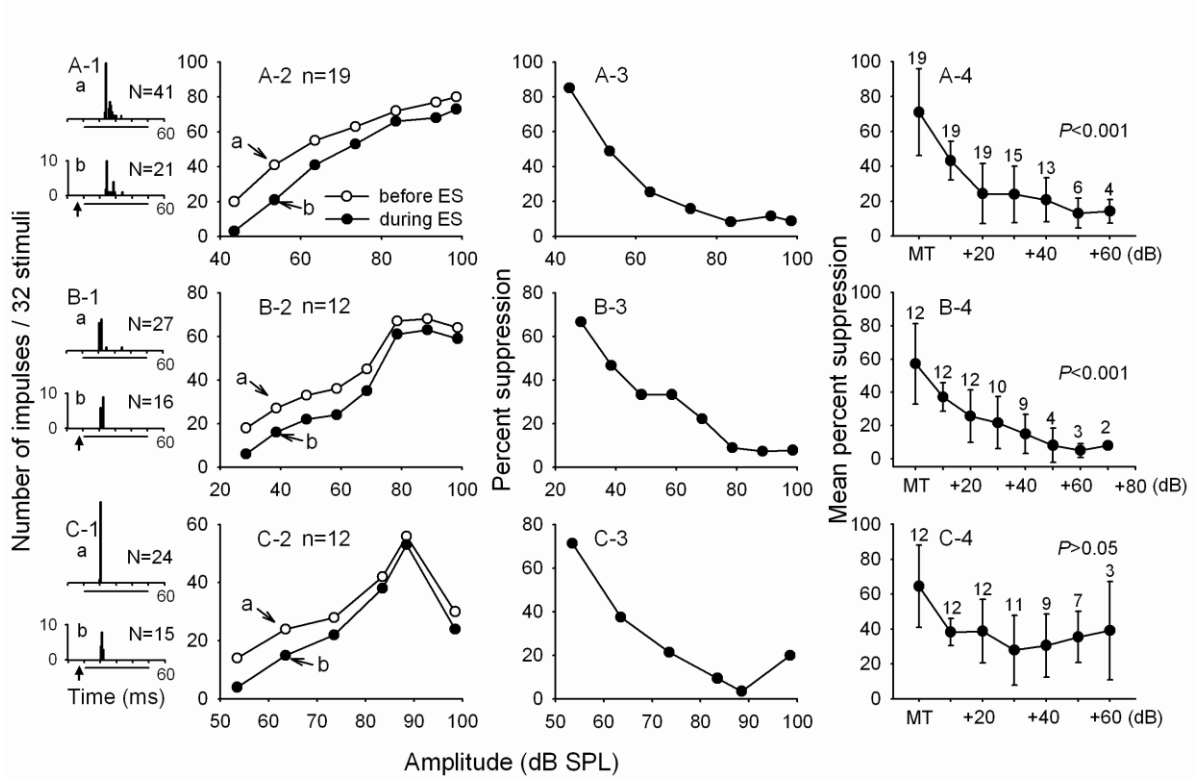 Number of impulses / 32 stimuli
A-1
a
N=41
60
10
b
N=21
0
60
100
80
60
40
20
0
A-2 n=19
a
b
before ES
during ES
40 50 60 70 80 90 100
Percent suppression
100
80
60
40
20
0
A-3
40 50 60 70 80 90 100
Mean percent suppression
100
80
60
40
20
0
A-4
P<0.001
19 19 19 15 13 6 4
MT +20 +40 +60 (dB)
B-1
a
N=27
60
10
b
N=16
0
60
80
60
40
20
0
B-2 n=12
a
b
20 40 60 80 100
80
60
40
20
0
B-3
20 40 60 80 100
100
80
60
40
20
0
B-4
P<0.001
12 12 12 10 9 4 3 2
MT +20 +40 +60 +80 (dB)
C-1
a
N=24
60
10
b
N=15
0
60
Time (ms)
60
40
20
0
C-2 n=12
a
b
50 60 70 80 90 100
80
60
40
20
0
C-3
50 60 70 80 90 100
100
80
60
40
20
0
C-4
P>0.05
12 12 12 11 9 7 3
MT +20 +40 +60 (dB)
Amplitude (dB SPL)